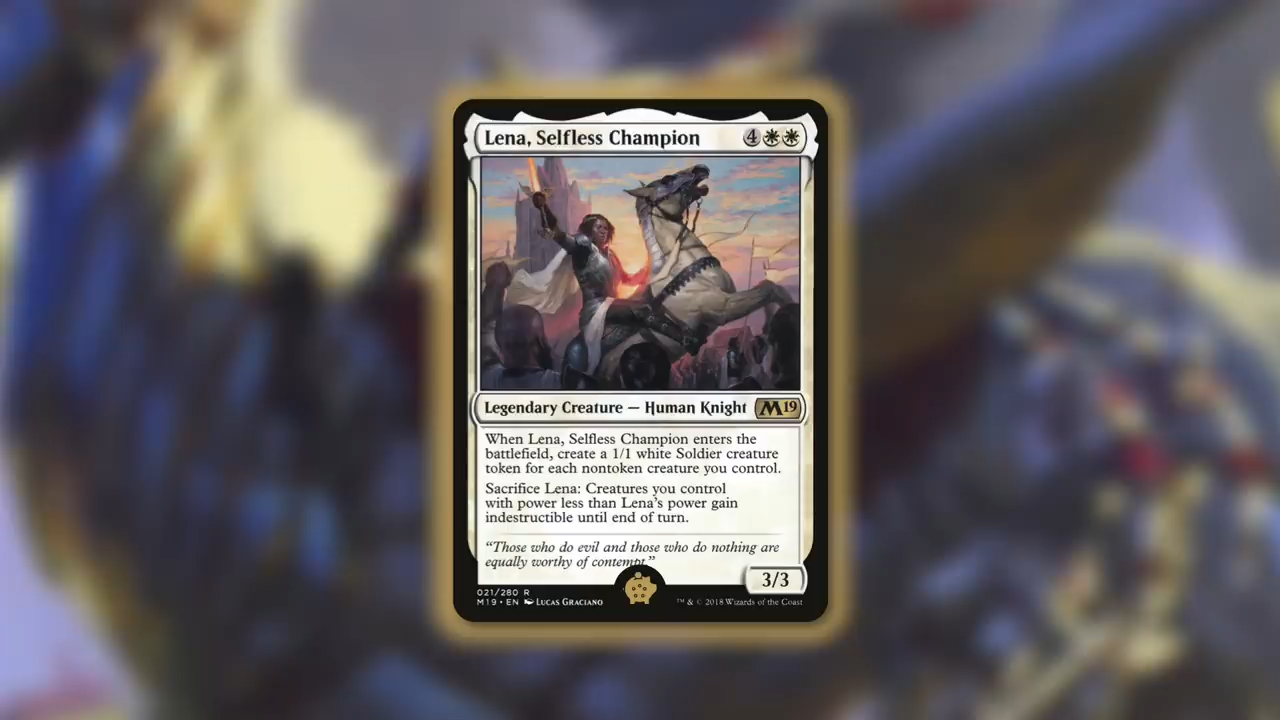 Lena, Selfless Champion 4
Legendary Creature — Human Knight M19
When Lena, Selfless Champion enters the
battlefield, create a 1/1 white Soldier creature
token for each nontoken creature you control.
Sacrifice Lena: Creatures you control
with power less than Lena's power gain
indestructible until end of turn.
"Those who do evil and those who do nothing are
equally worthy of contempt."
3/3
021/280 R
M19 • EN Lucas Graciano ™ & © 2018 Wizards of the Coast